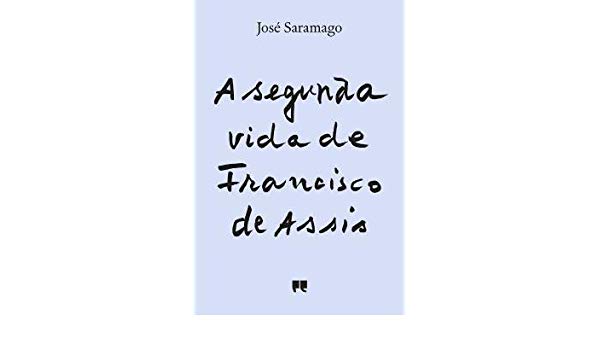 José Saramago
A segunda
vida de
Francisco
de Assis